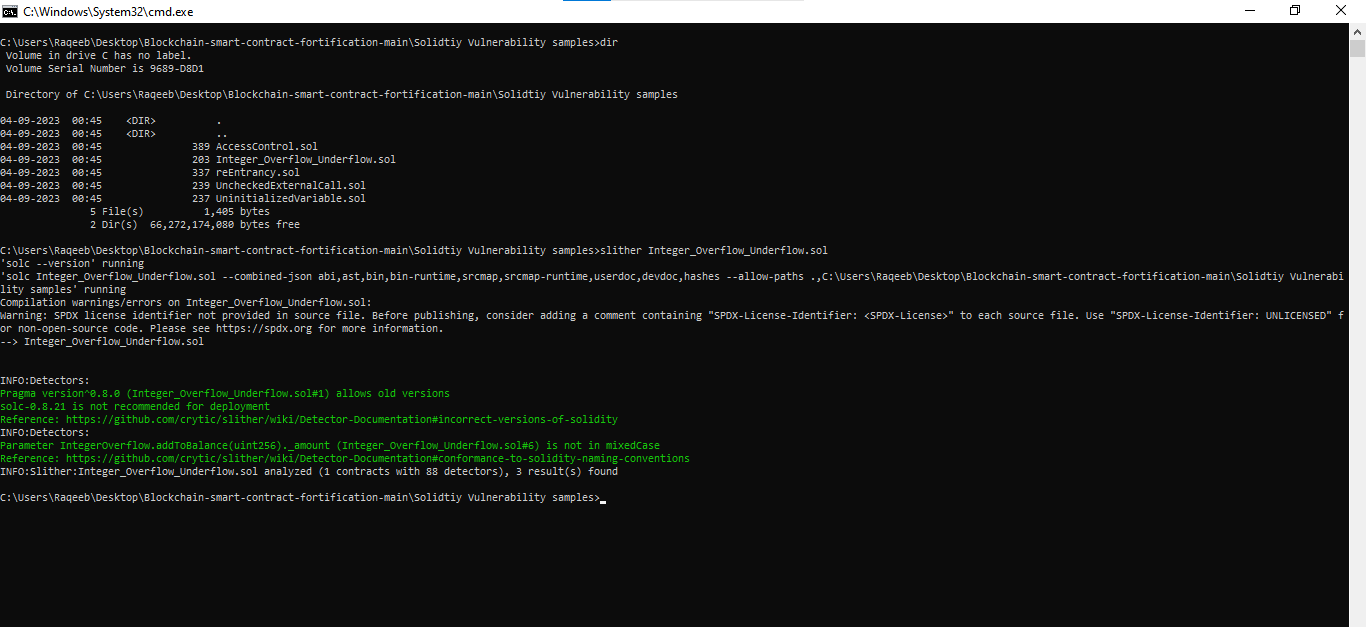 C:\Windows\System32\cmd.exe
C:\Users\Raqeeb\Desktop\Blockchain-smart-contract-fortification-main\Solidtiy Vulnerability samples>dir
 Volume in drive C has no label.
 Volume Serial Number is 9689-D8D1
 Directory of C:\Users\Raqeeb\Desktop\Blockchain-smart-contract-fortification-main\Solidtiy Vulnerability samples
04-09-2023  00:45    <DIR>          .
04-09-2023  00:45    <DIR>          ..
04-09-2023  00:45               389 AccessControl.sol
04-09-2023  00:45               203 Integer_Overflow_Underflow.sol
04-09-2023  00:45               337 reEntrancy.sol
04-09-2023  00:45               239 UncheckedExternalCall.sol
04-09-2023  00:45               237 UninitializedVariable.sol
               5 File(s)          1,405 bytes
               2 Dir(s)  66,272,174,080 bytes free
C:\Users\Raqeeb\Desktop\Blockchain-smart-contract-fortification-main\Solidtiy Vulnerability samples>slither Integer_Overflow_Underflow.sol
'solc --version' running
'solc Integer_Overflow_Underflow.sol --combined-json abi,ast,bin,bin-runtime,srcmap,srcmap-runtime,userdoc,devdoc,hashes --allow-paths .,C:\Users\Raqeeb\Desktop\Blockchain-smart-contract-fortification-main\Solidtiy Vulnerabi
lity samples' running
Compilation warnings/errors on Integer_Overflow_Underflow.sol:
Warning: SPDX license identifier not provided in source file. Before publishing, consider adding a comment containing "SPDX-License-Identifier: <SPDX-License>" to each source file. Use "SPDX-License-Identifier: UNLICENSED" f
or non-open-source code. Please see https://spdx.org for more information.
--> Integer_Overflow_Underflow.sol
INFO:Detectors:
Pragma version^0.8.0 (Integer_Overflow_Underflow.sol#1) allows old versions
solc-0.8.21 is not recommended for deployment
Reference: https://github.com/crytic/slither/wiki/Detector-Documentation#incorrect-versions-of-solidity
INFO:Detectors:
Parameter IntegerOverflow.addToBalance(uint256)._amount (Integer_Overflow_Underflow.sol#6) is not in mixedCase
Reference: https://github.com/crytic/slither/wiki/Detector-Documentation#conformance-to-solidity-naming-conventions
INFO:Slither:Integer_Overflow_Underflow.sol analyzed (1 contracts with 88 detectors), 3 result(s) found
C:\Users\Raqeeb\Desktop\Blockchain-smart-contract-fortification-main\Solidtiy Vulnerability samples>